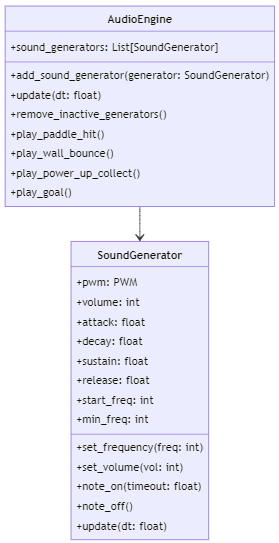 AudioEngine
+sound_generators: List[SoundGenerator]
+add_sound_generator(generator: SoundGenerator)
+update(dt: float)
+remove_inactive_generators()
+play_paddle_hit()
+play_wall_bounce()
+play_power_up_collect()
+play_goal()
SoundGenerator
+pwm: PWM
+volume: int
+attack: float
+decay: float
+sustain: float
+release: float
+start_freq: int
+min_freq: int
+set_frequency(freq: int)
+set_volume(vol: int)
+note_on(timeout: float)
+note_off()
+update(dt: float)